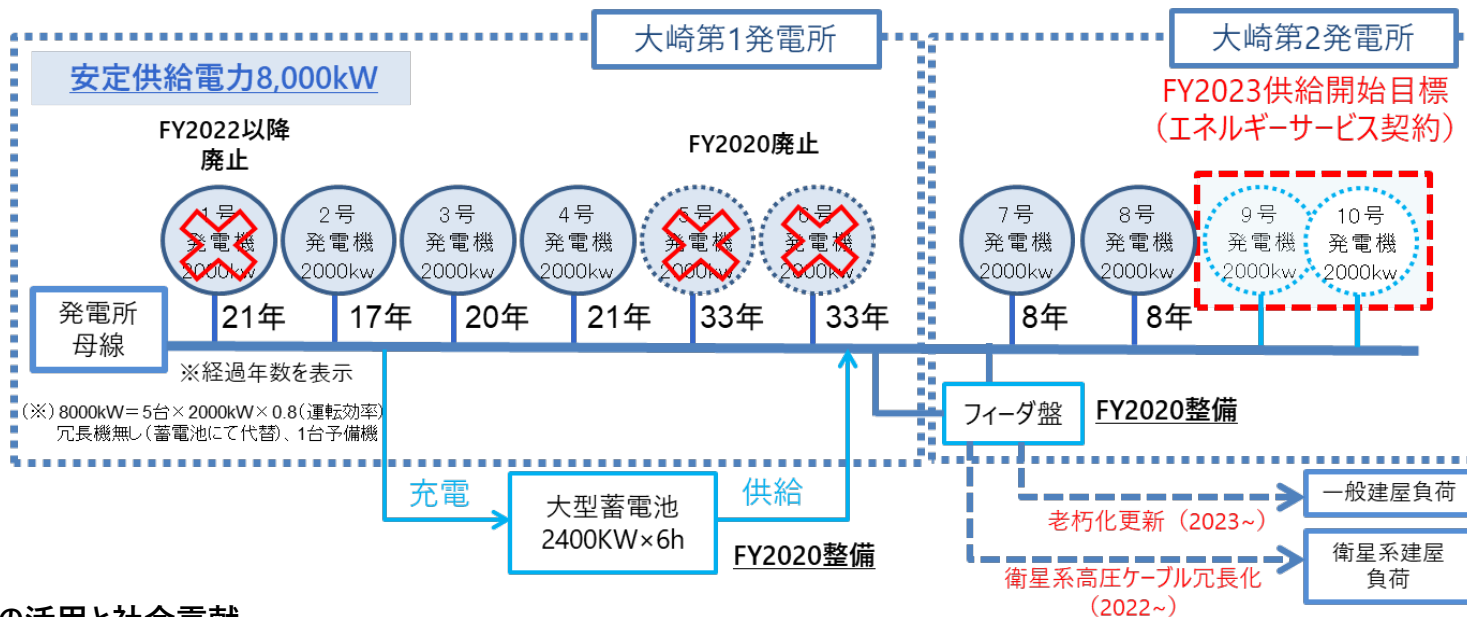 大崎第1発電所
大崎第2発電所
安定供給電力8,000kW
FY2023供給開始目標
（エネルギーサービス契約）
FY2022以降
廃止
FY2020廃止
1号
発電機
2000kw
2号
発電機
2000kw
3号
発電機
2000kw
4号
発電機
2000kw
5号
発電機
2000kw
6号
発電機
2000kw
7号
発電機
2000kw
8号
発電機
2000kw
9号
発電機
2000kw
10号
発電機
2000kw
発電所
母線
21年
17年
20年
21年
33年
33年
8年
8年
※経過年数を表示
(※) 8000kW＝5台×2000kW×0.8（運転効率）
冗長機無し（蓄電池にて代替）、1台予備機
フィーダ盤
FY2020整備
充電
大型蓄電池
2400KW×6h
供給
FY2020整備
一般建屋負荷
老朽化更新（2023~）
衛星系建屋
負荷
衛星系高圧ケーブル冗長化
（2022~）
の活用と社会貢献